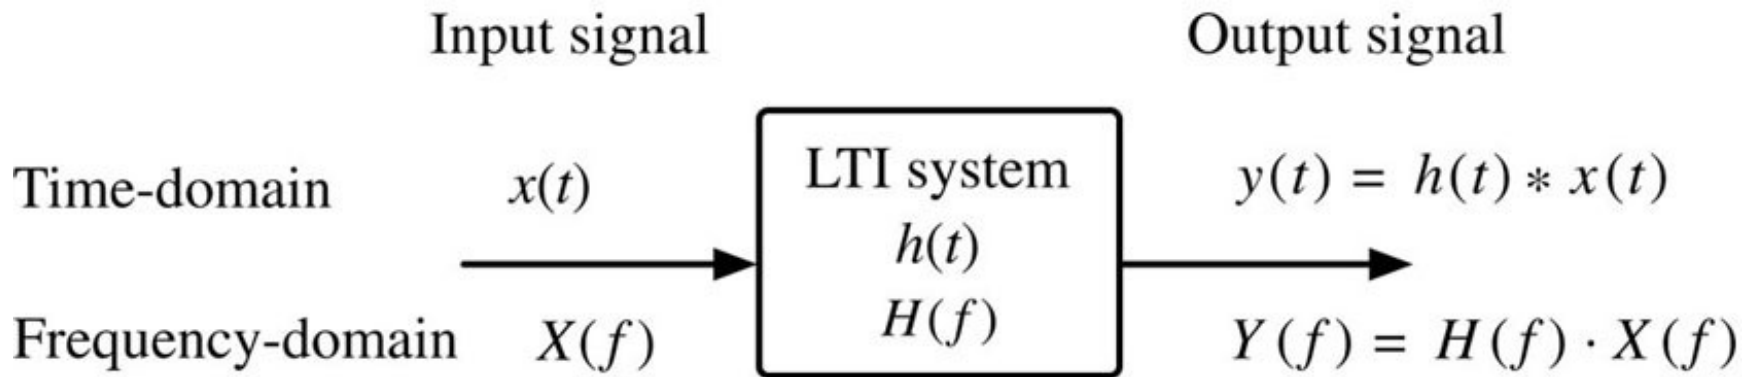 Input signal
Output signal
Time-domain
x(t)
LTI system
h(t)
H(f)
y(t) = h(t) * x(t)
Frequency-domain
X(f)
Y(f) = H(f) · X(f)